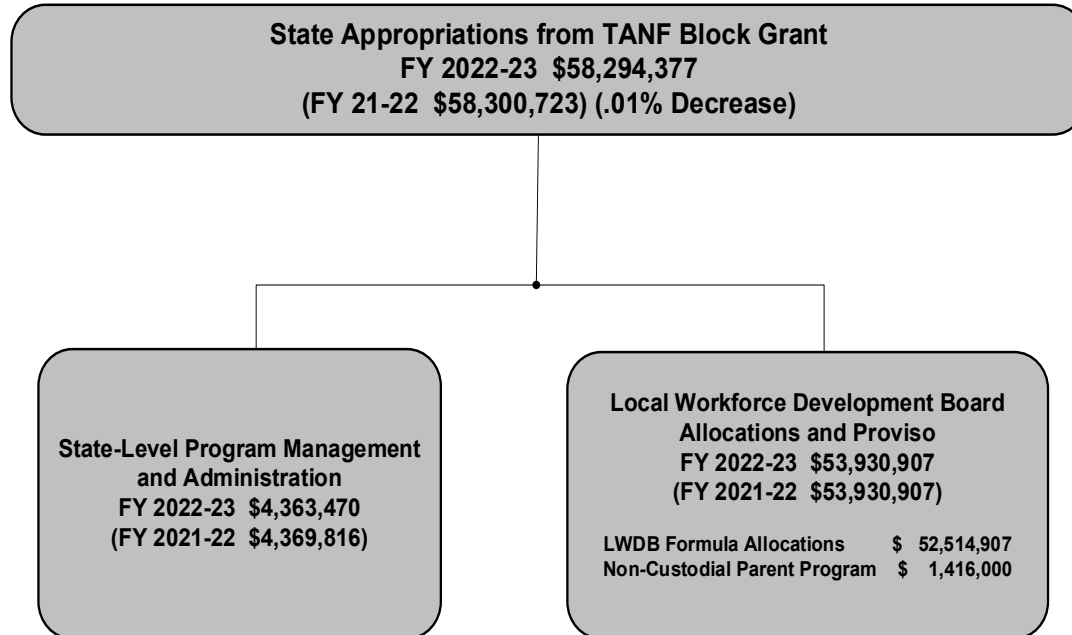 State Appropriations from TANF Block Grant
FY 2022-23 $58,294,377
(FY 21-22 $58,300,723) (.01% Decrease)
State-Level Program Management
and Administration
FY 2022-23 $4,363,470
(FY 2021-22 $4,369,816)
Local Workforce Development Board
Allocations and Proviso
FY 2022-23 $53,930,907
(FY 2021-22 $53,930,907)
LWDB Formula Allocations $ 52,514,907
Non-Custodial Parent Program $ 1,416,000